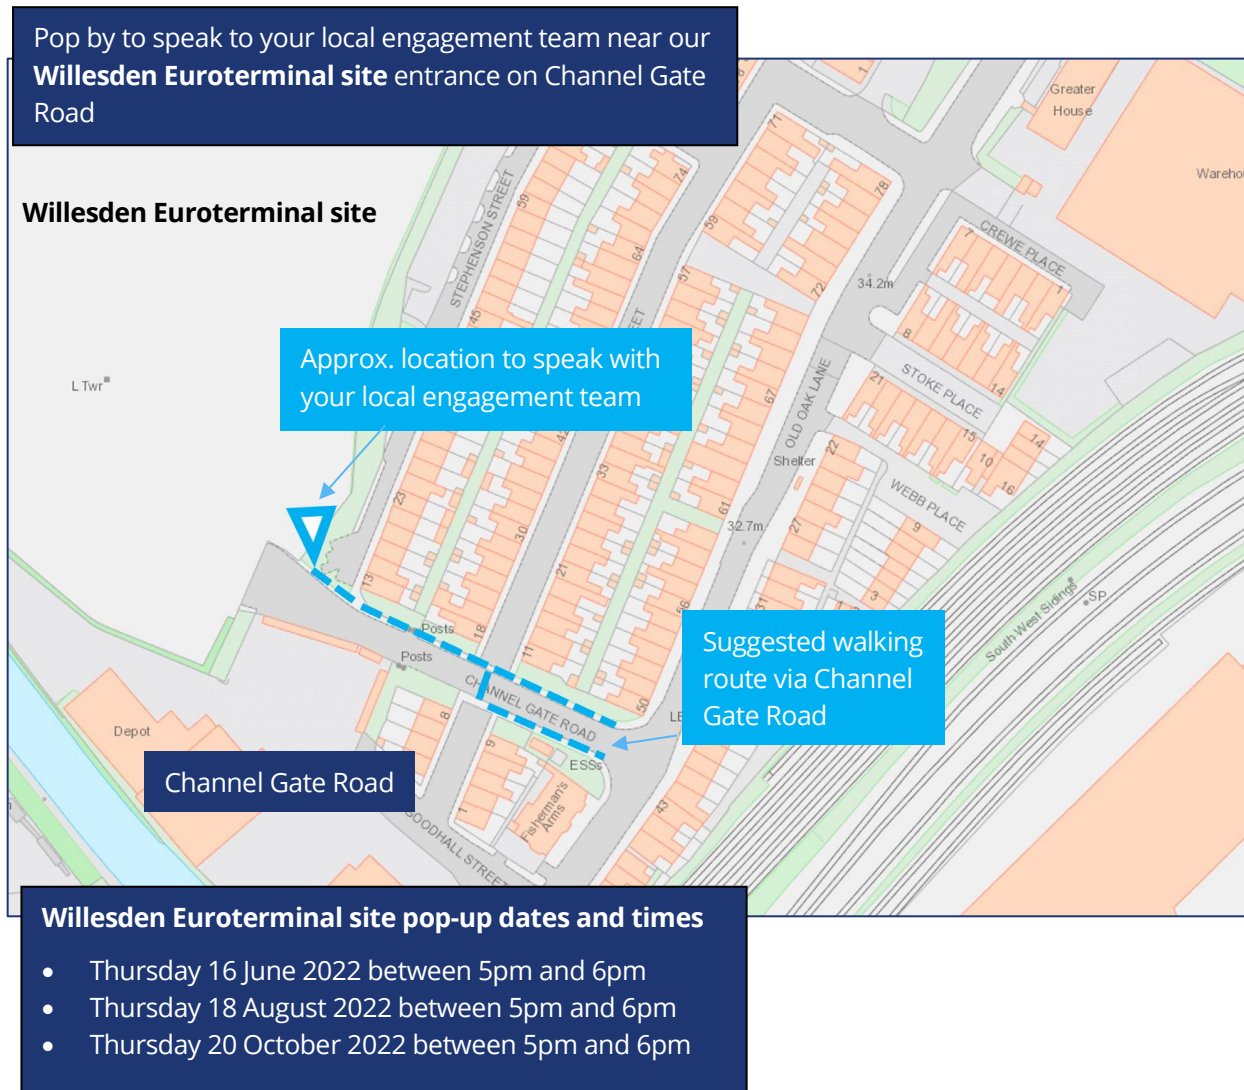 Pop by to speak to your local engagement team near our
Willesden Euroterminal site entrance on Channel Gate
Road
Greater
House
71
1
74
78
59
59
STEPHENSON STREET
Willesden Euroterminal site
64
57
72
34.2m
CREWE PLACE
7
1
45
8
14
STOKE PLACE
Approx. location to speak with
your local engagement team
L Twr
67
OLD OAK LANE
21
15
14
10
16
Shelter
22
33
23
61
27
WEBB PLACE
9
32.7m
30
21
13
31
3
SP
South West Sidings
66
Posts
18
Posts
11
50
CHANNEL GATE ROAD
Suggested walking
route via Channel
Gate Road
8
9
ESSs
Depot
Channel Gate Road
1
Fisherman's
Arms
43
GOODHALL STREET
Willesden Euroterminal site pop-up dates and times
• Thursday 16 June 2022 between 5pm and 6pm
• Thursday 18 August 2022 between 5pm and 6pm
• Thursday 20 October 2022 between 5pm and 6pm